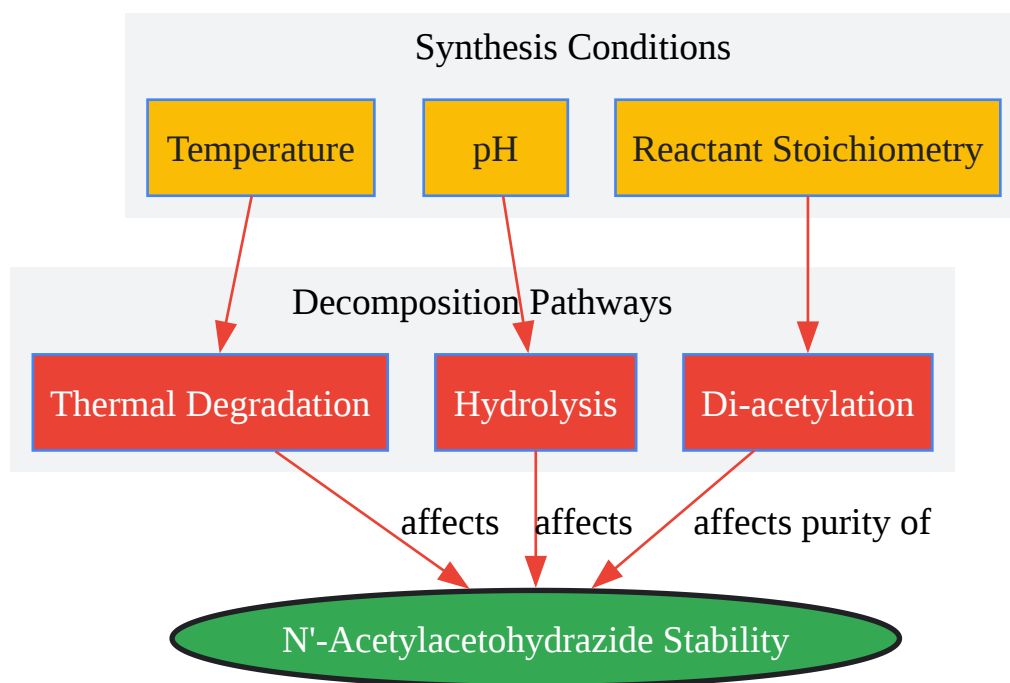 Synthesis Conditions
Temperature
pH
Reactant Stoichiometry
Decomposition Pathways
Thermal Degradation
Hydrolysis
Di-acetylation
affects
affects
affects purity of
N'-Acetylacetohydrazide Stability